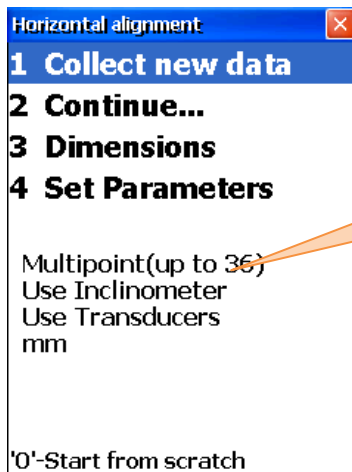 Horizontal alignment
1 Collect new data
2 Continue...
3 Dimensions
4 Set Parameters
Multipoint(up to 36)
Use Inclinometer
Use Transducers
mm
'0'-Start from scratch